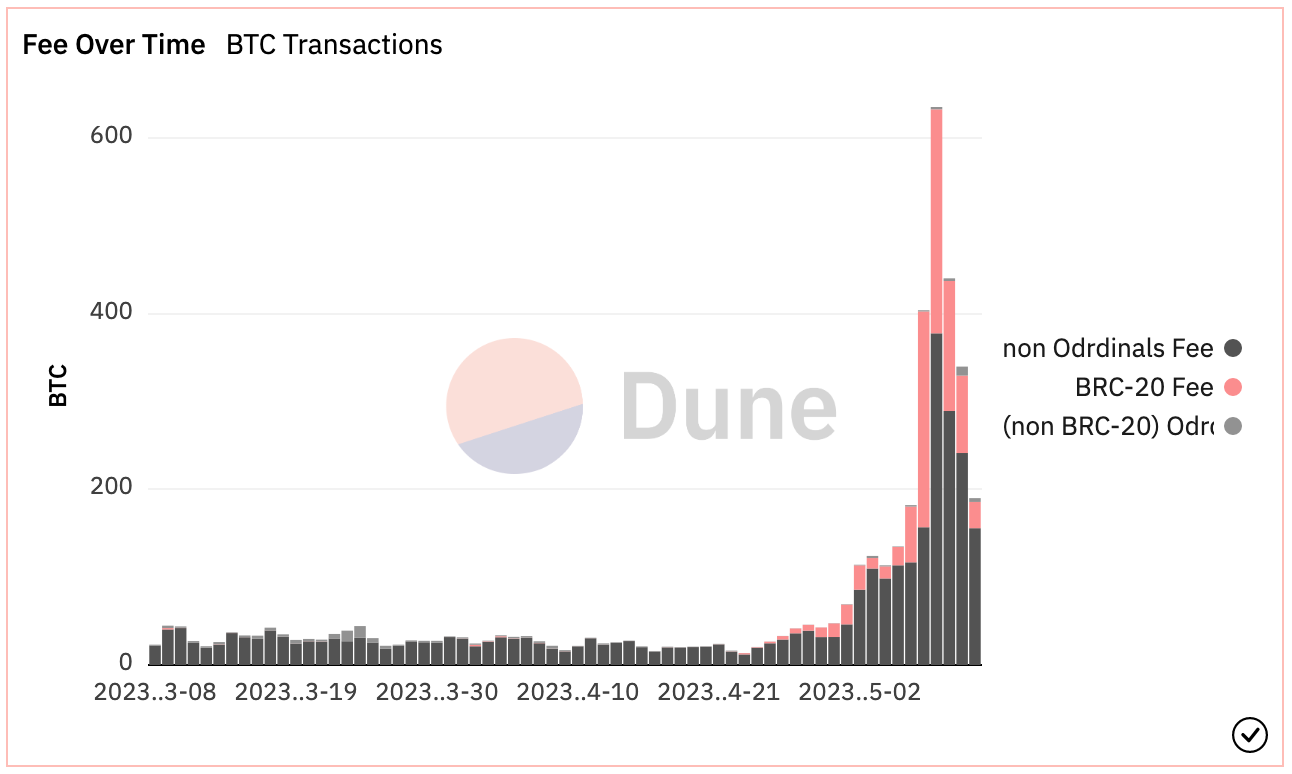 Fee Over Time BTC Transactions
600
400
200
0
BTC
Dune
non Odrdinals Fee
BRC-20 Fee
(non BRC-20) Odr
2023..3-08 2023..3-19 2023..3-30 2023..4-10 2023..4-21 2023..5-02